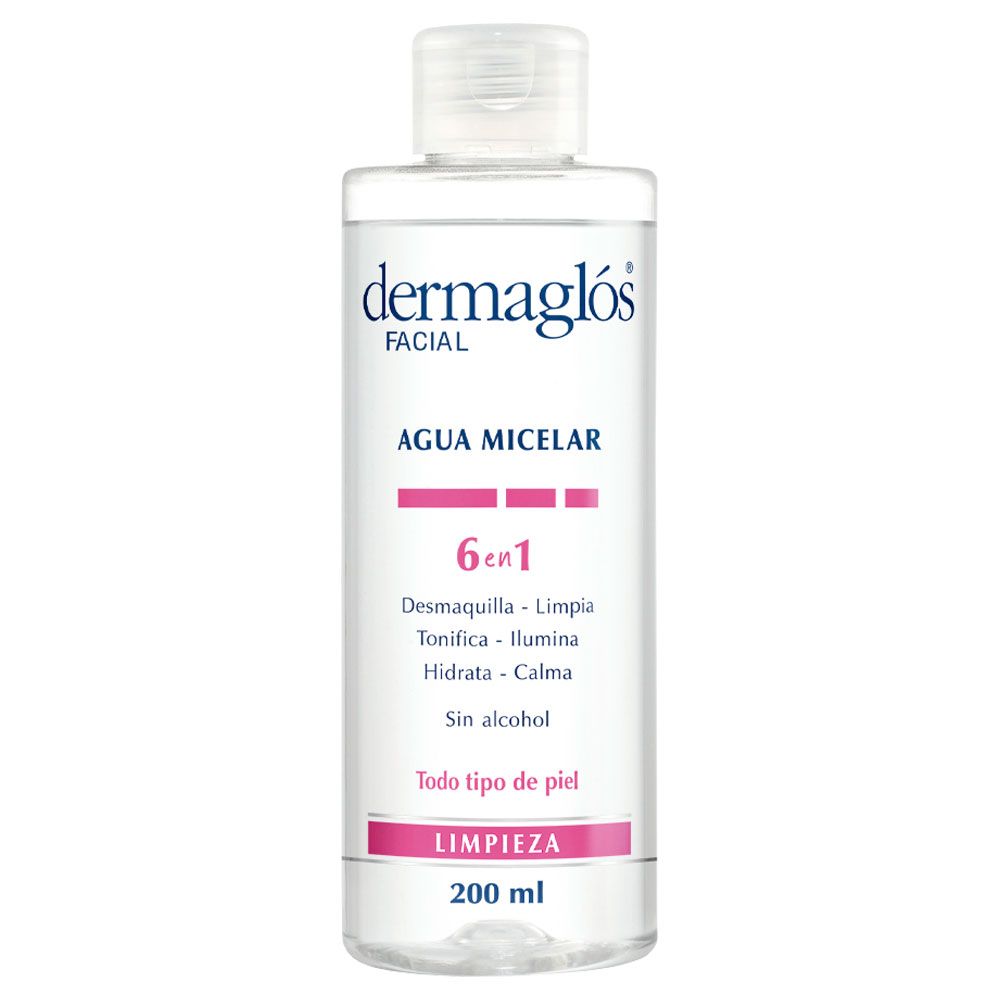 dermaglós®
FACIAL
AGUA MICELAR
6 en 1
Desmaquilla - Limpia
Tonifica - Ilumina
Hidrata - Calma
Sin alcohol
Todo tipo de piel
LIMPIEZA
200 ml